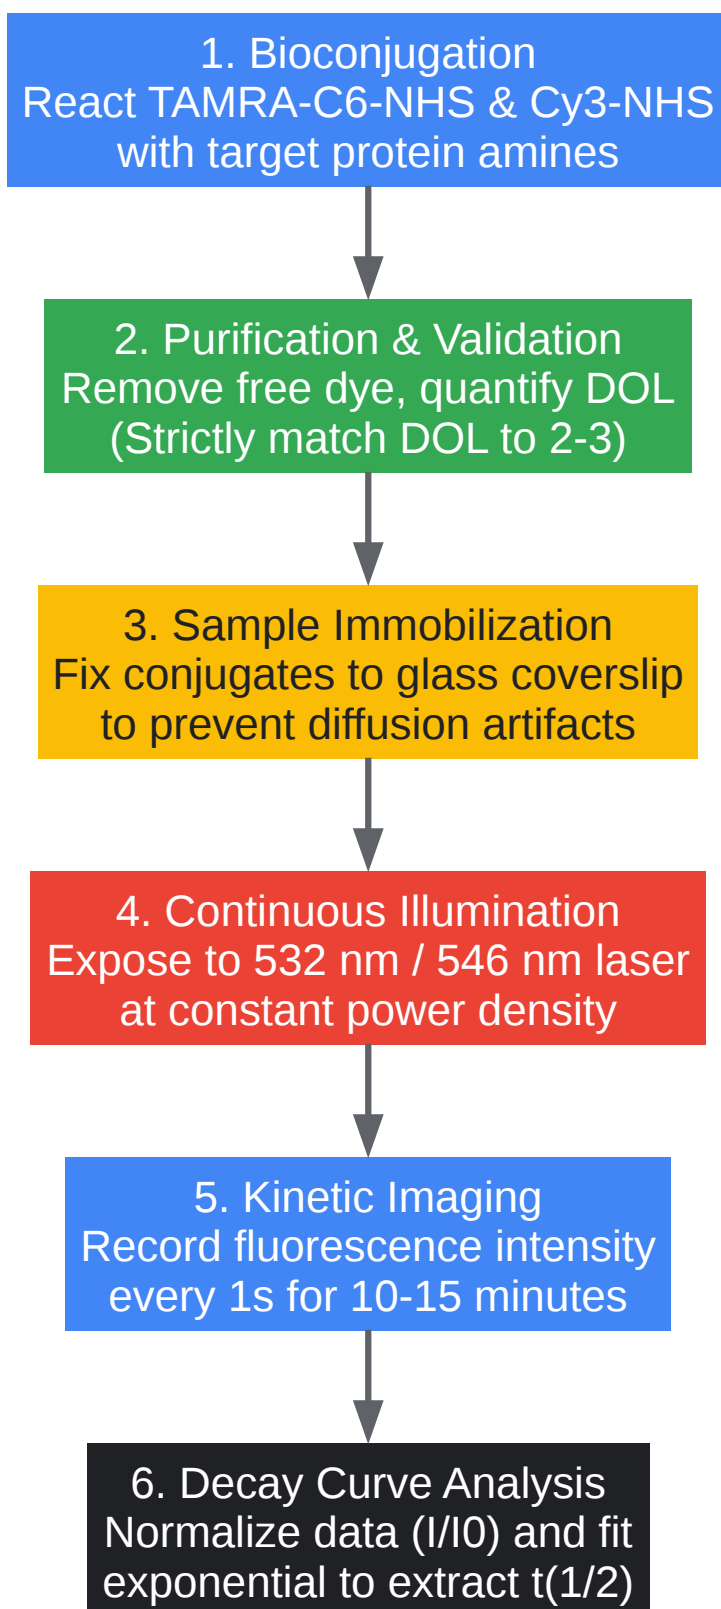 1. Bioconjugation
React TAMRA-C6-NHS & Cy3-NHS
with target protein amines
2. Purification & Validation
Remove free dye, quantify DOL
(Strictly match DOL to 2-3)
3. Sample Immobilization
Fix conjugates to glass coverslip
to prevent diffusion artifacts
4. Continuous Illumination
Expose to 532 nm / 546 nm laser
at constant power density
5. Kinetic Imaging
Record fluorescence intensity
every 1s for 10-15 minutes
6. Decay Curve Analysis
Normalize data (I/I0) and fit
exponential to extract t(1/2)